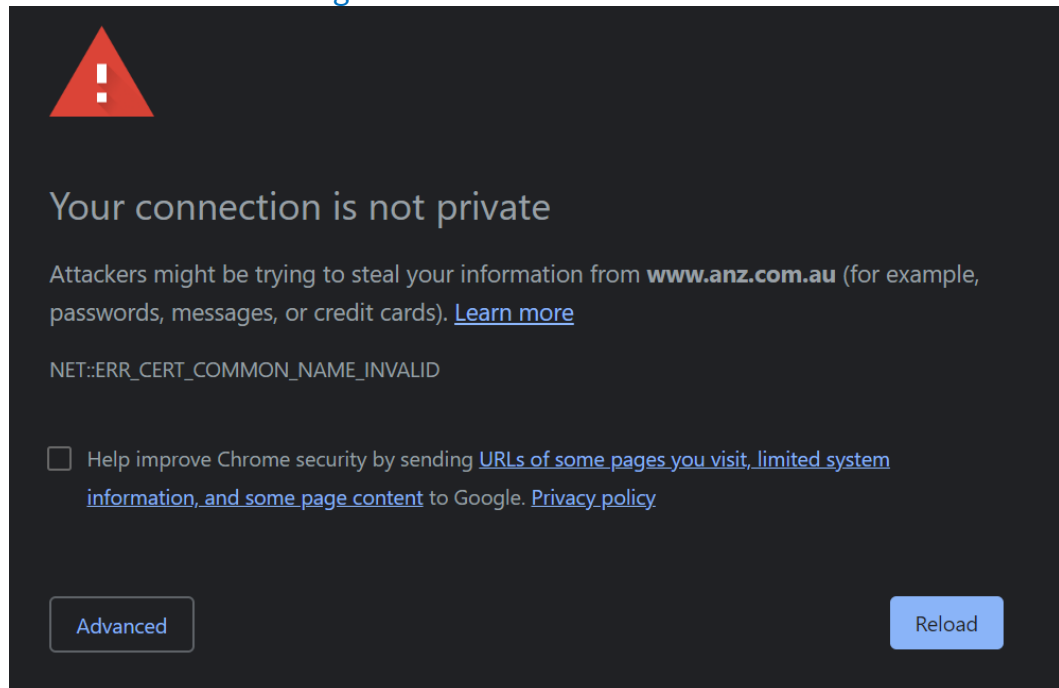 Your connection is not private
Attackers might be trying to steal your information from www.anz.com.au (for example,
passwords, messages, or credit cards). Learn more
NET::ERR_CERT_COMMON_NAME_INVALID
Help improve Chrome security by sending URLs of some pages you visit, limited system
information, and some page content to Google. Privacy policy
Advanced
Reload